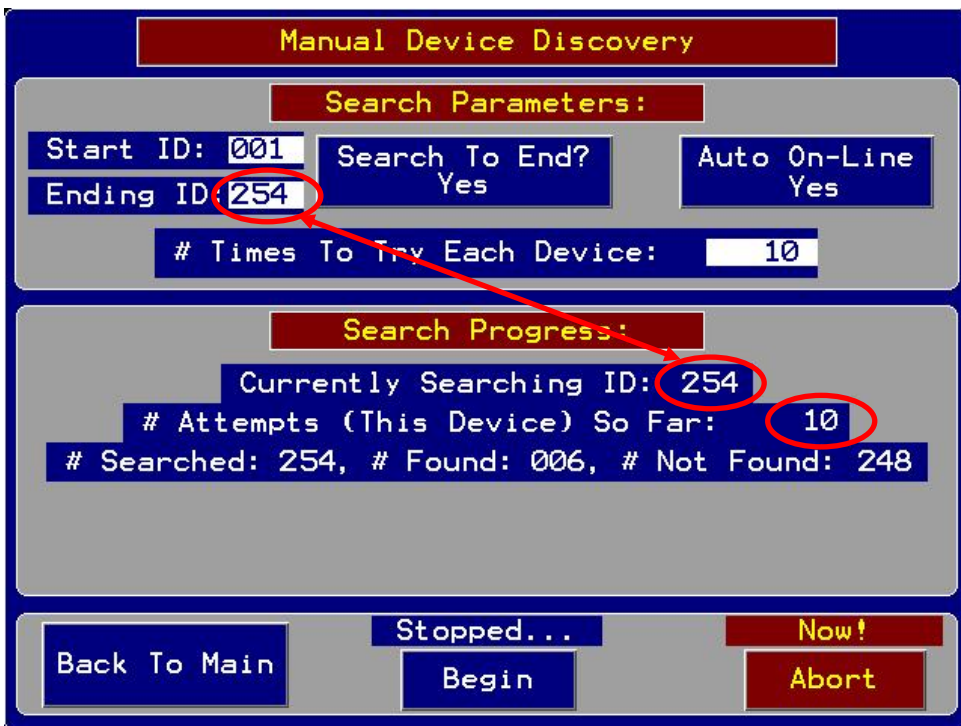 Manual Device Discovery
Search Parameters:
Start ID: 001
Ending ID: 254
Search To End?
Yes
Auto On-Line
Yes
# Times To Try Each Device: 10
Search Progress:
Currently Searching ID: 254
# Attempts (This Device) So Far: 10
# Searched: 254, # Found: 006, # Not Found: 248
Back To Main
Stopped...
Begin
Now!
Abort